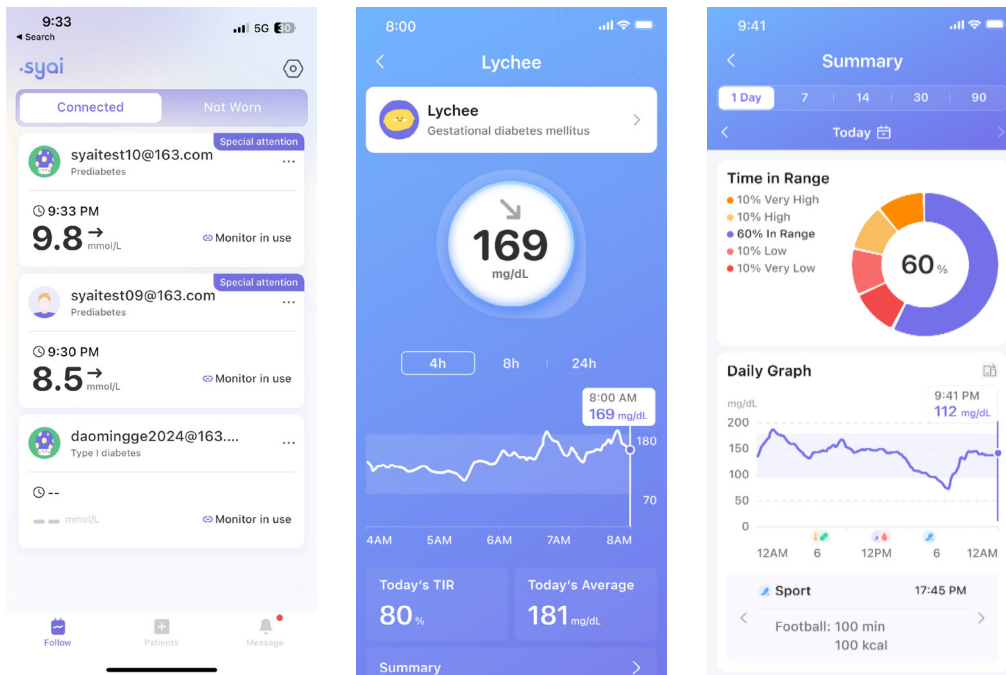 9:33
5G 30
◀ Search
·syai
Connected Not Worn
Special attention
syaitest10@163.com ...
Prediabetes
9:33 PM
9.8 → mmol/L
Monitor in use
Special attention
syaitest09@163.com ...
Prediabetes
9:30 PM
8.5 → mmol/L
Monitor in use
daomingge2024@163.... ...
Type I diabetes
--
-- mmol/L
Monitor in use
Follow Patients Message
8:00
Lychee
Lychee
Gestational diabetes mellitus
169
mg/dL
4h 8h 24h
8:00 AM
169 mg/dL
180
70
4AM 5AM 6AM 7AM 8AM
Today's TIR
80 %
Today's Average
181 mg/dL
Summary
9:41
Summary
1 Day 7 14 30 90
Today
Time in Range
10% Very High
10% High
60% In Range
10% Low
10% Very Low
60 %
Daily Graph
9:41 PM
112 mg/dL
mg/dL
200
150
100
50
0
12AM 6 12PM 6 12AM
Sport 17:45 PM
Football: 100 min
100 kcal